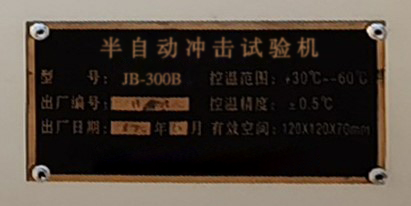 半自动冲击试验机
型号: JB-300B 控温范围: +30℃~-60℃
出厂编号: 控温精度: ±0.5℃
出厂日期: 年 月 有效空间: 120X120X70mm